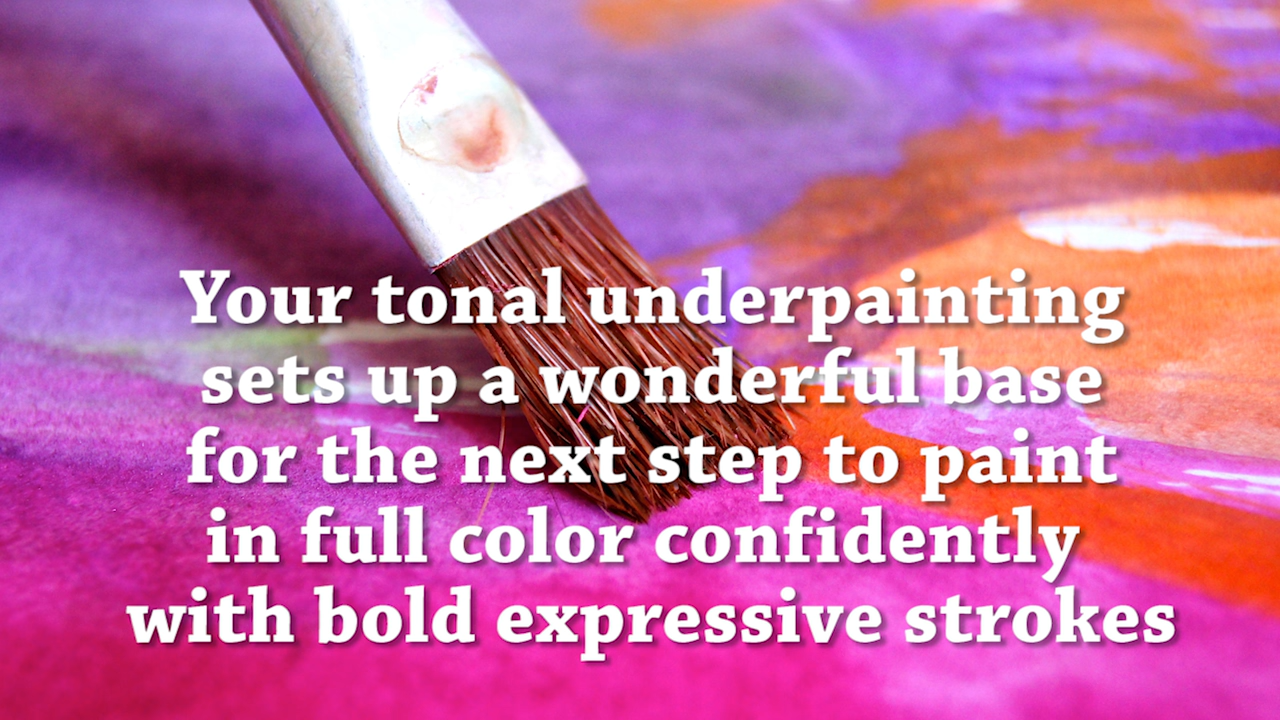 Your tonal underpainting
sets up a wonderful base
for the next step to paint
in full color confidently
with bold expressive strokes